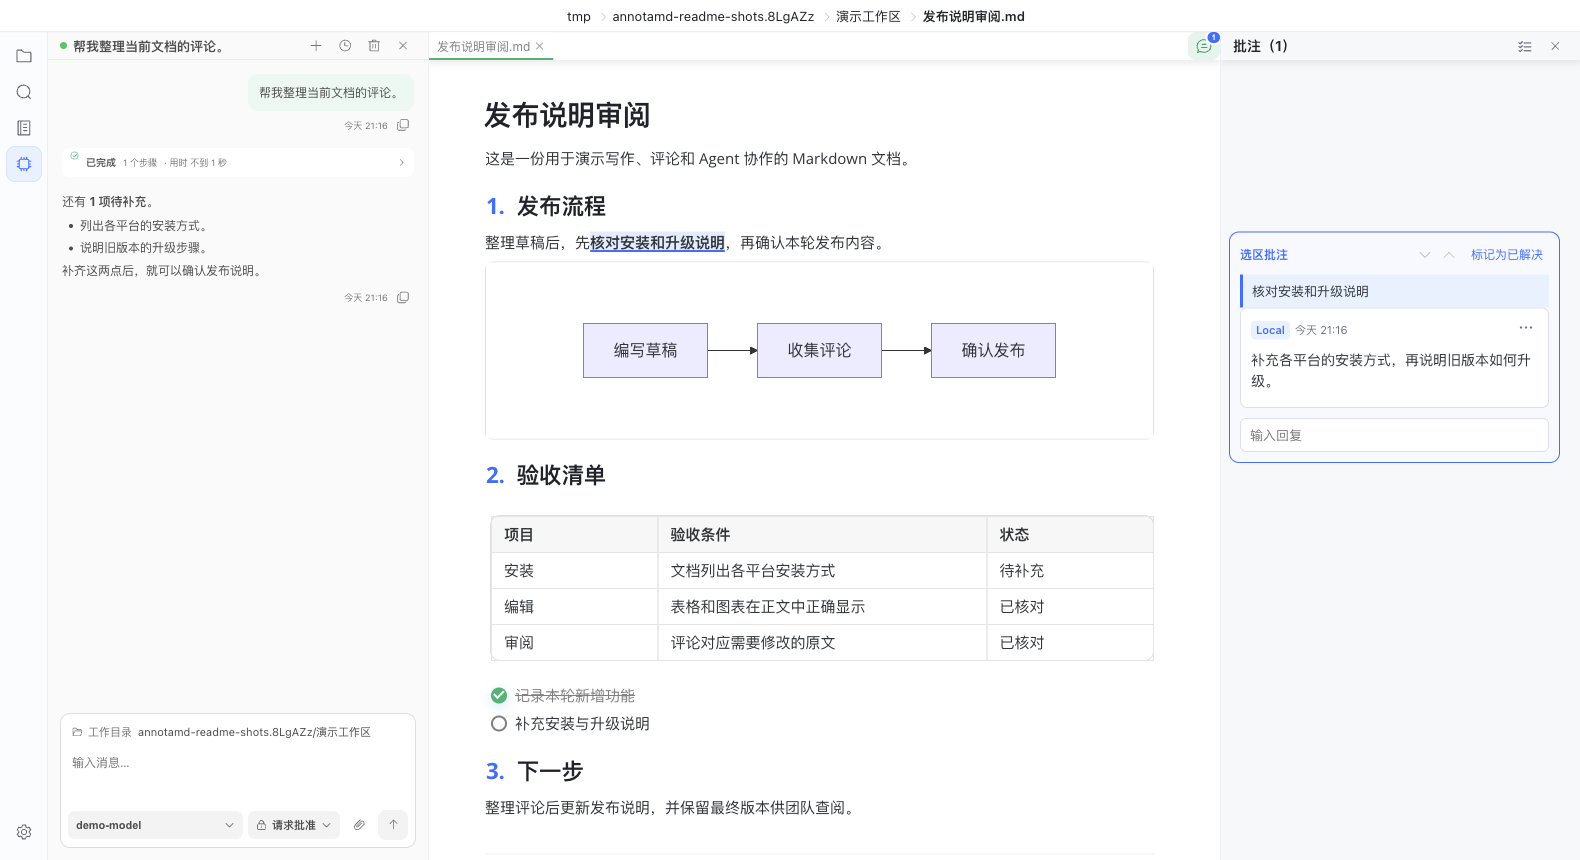 tmp > annotamd-readme-shots.8LgAZz > 演示工作区 > 发布说明审阅.md
帮我整理当前文档的评论。
帮我整理当前文档的评论。
今天 21:16
已完成 1 个步骤 · 用时 不到 1 秒
还有 1 项待补充。
• 列出各平台的安装方式。
• 说明旧版本的升级步骤。
补齐这两点后，就可以确认发布说明。
今天 21:16
工作目录 annotamd-readme-shots.8LgAZz/演示工作区
输入消息...
demo-model
请求批准
发布说明审阅.md
1
发布说明审阅
这是一份用于演示写作、评论和 Agent 协作的 Markdown 文档。
1. 发布流程
整理草稿后，先核对安装和升级说明，再确认本轮发布内容。
编写草稿
收集评论
确认发布
2. 验收清单
项目 验收条件 状态
安装 文档列出各平台安装方式 待补充
编辑 表格和图表在正文中正确显示 已核对
审阅 评论对应需要修改的原文 已核对
记录本轮新增功能
补充安装与升级说明
3. 下一步
整理评论后更新发布说明，并保留最终版本供团队查阅。
批注（1）
选区批注 标记为已解决
核对安装和升级说明
Local 今天 21:16
补充各平台的安装方式，再说明旧版本如何升
级。
输入回复